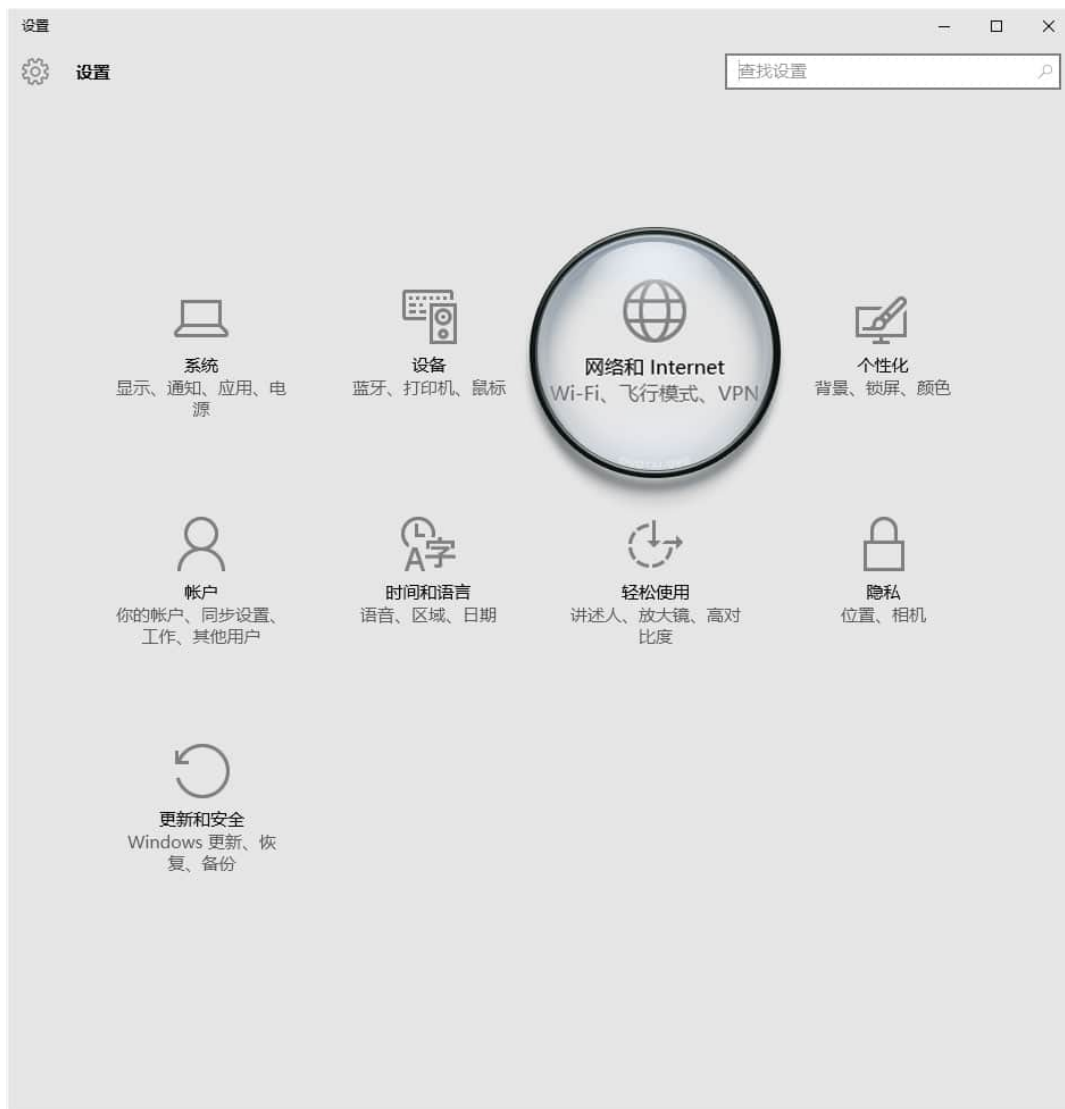 设置
设置
查找设置
系统
显示、通知、应用、电
源
设备
蓝牙、打印机、鼠标
网络和 Internet
Wi-Fi、飞行模式、VPN
个性化
背景、锁屏、颜色
帐户
你的帐户、同步设置、
工作、其他用户
时间和语言
语音、区域、日期
轻松使用
讲述人、放大镜、高对
比度
隐私
位置、相机
更新和安全
Windows 更新、恢
复、备份